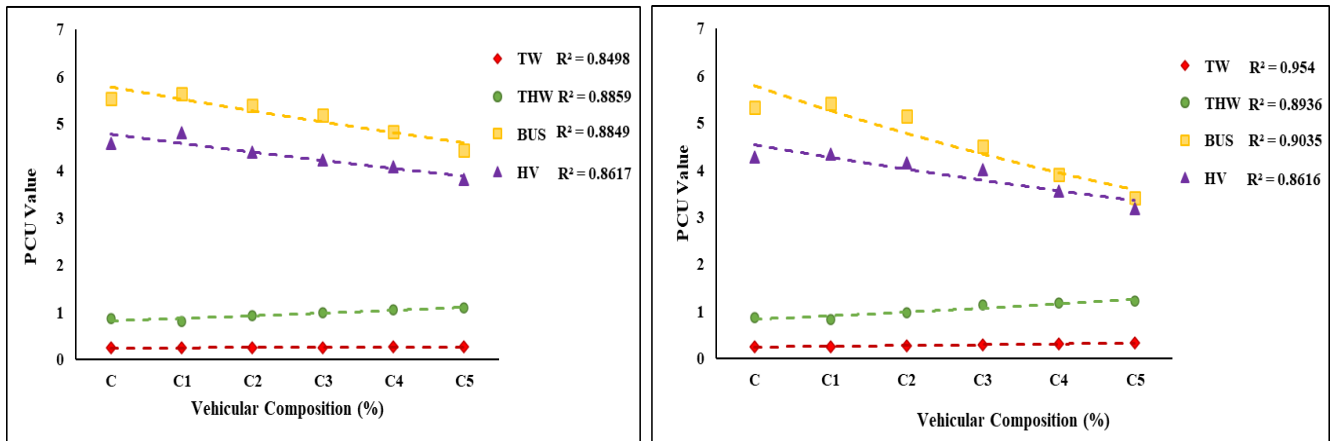 7
6
5
4
3
2
1
0
PCU Value
C C1 C2 C3 C4 C5
Vehicular Composition (%)
TW R² = 0.8498
THW R² = 0.8859
BUS R² = 0.8849
HV R² = 0.8617
7
6
5
4
3
2
1
0
PCU Value
C C1 C2 C3 C4 C5
Vehicular Composition (%)
TW R² = 0.954
THW R² = 0.8936
BUS R² = 0.9035
HV R² = 0.8616